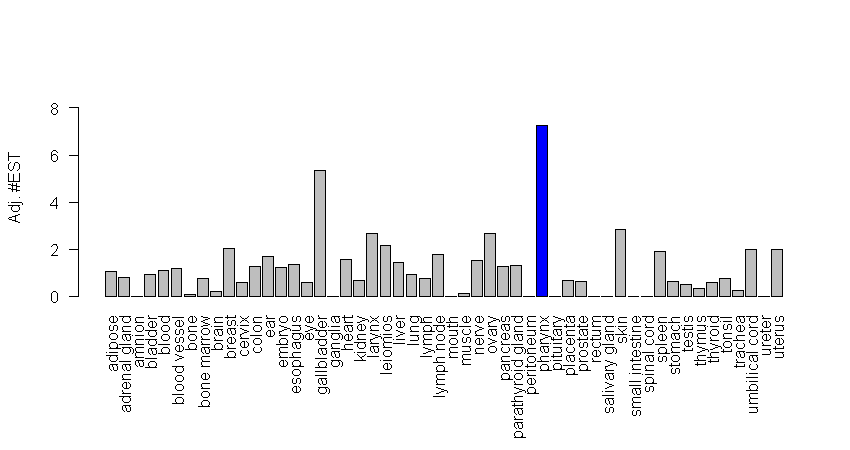 8
6
4
2
0
Adj. #EST
adipose
adrenal gland
amnion
bladder
blood
blood vessel
bone
bone marrow
brain
breast
cervix
colon
ear
embryo
esophagus
eye
gallbladder
ganglia
heart
kidney
larynx
leiomios
liver
lung
lymph
lymph node
mouth
muscle
nerve
ovary
pancreas
parathyroid gland
peritoneum
pharynx
pituitary
placenta
prostate
rectum
salivary gland
skin
small intestine
spinal cord
spleen
stomach
testis
thymus
thyroid
tonsil
trachea
umbilical cord
ureter
uterus